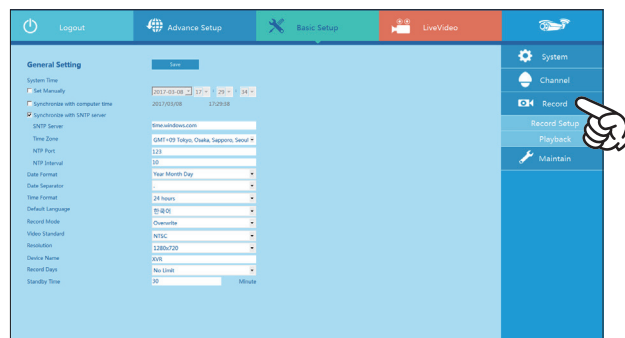 Logout
Advance Setup
Basic Setup
LiveVideo
General Setting
Save
System Time
Set Manually
2017-03-08 17 : 29 : 34
Synchronize with computer time
2017/03/08 17:29:58
Synchronize with SNTP server
SNTP Server
time.windows.com
Time Zone
GMT+09 Tokyo, Osaka, Sapporo, Seoul
NTP Port
123
NTP Interval
10
Date Format
Year Month Day
Date Separator
Time Format
24 hours
Default Language
한국어
Record Mode
Overwrite
Video Standard
NTSC
Resolution
1280x720
Device Name
XVR
Record Days
No Limit
Standby Time
30 Minute
System
Channel
Record
Record Setup
Playback
Maintain